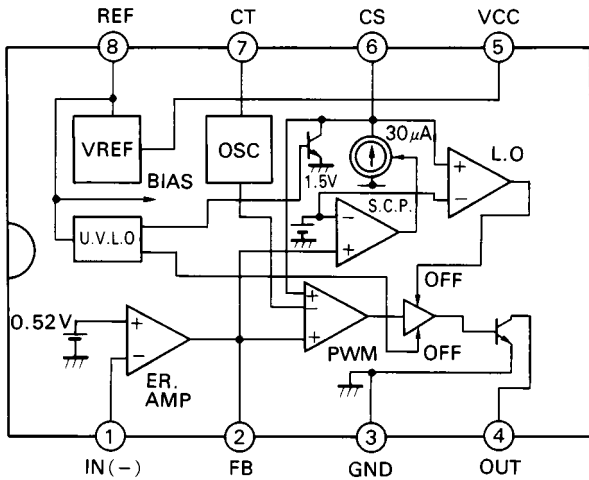 REF CT CS VCC
8 7 6 5
VREF OSC 30μA L.O
BIAS 1.5V S.C.P.
U.V.L.O
OFF
0.52V
PWM OFF
ER.
AMP
1 2 3 4
IN(−) FB GND OUT